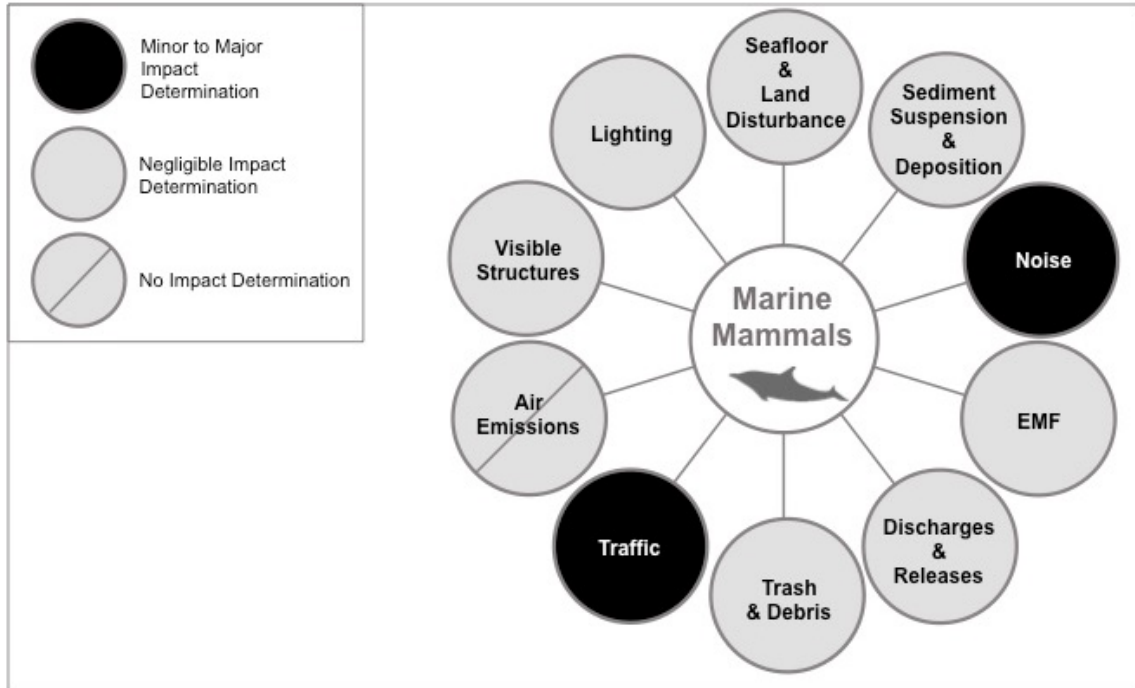 Minor to Major
Impact
Determination
Negligible Impact
Determination
No Impact Determination
Seafloor
&
Land
Disturbance
Sediment
Suspension
&
Deposition
Lighting
Noise
Visible
Structures
Marine
Mammals
EMF
Air
Emissions
Discharges
&
Releases
Traffic
Trash
& Debris